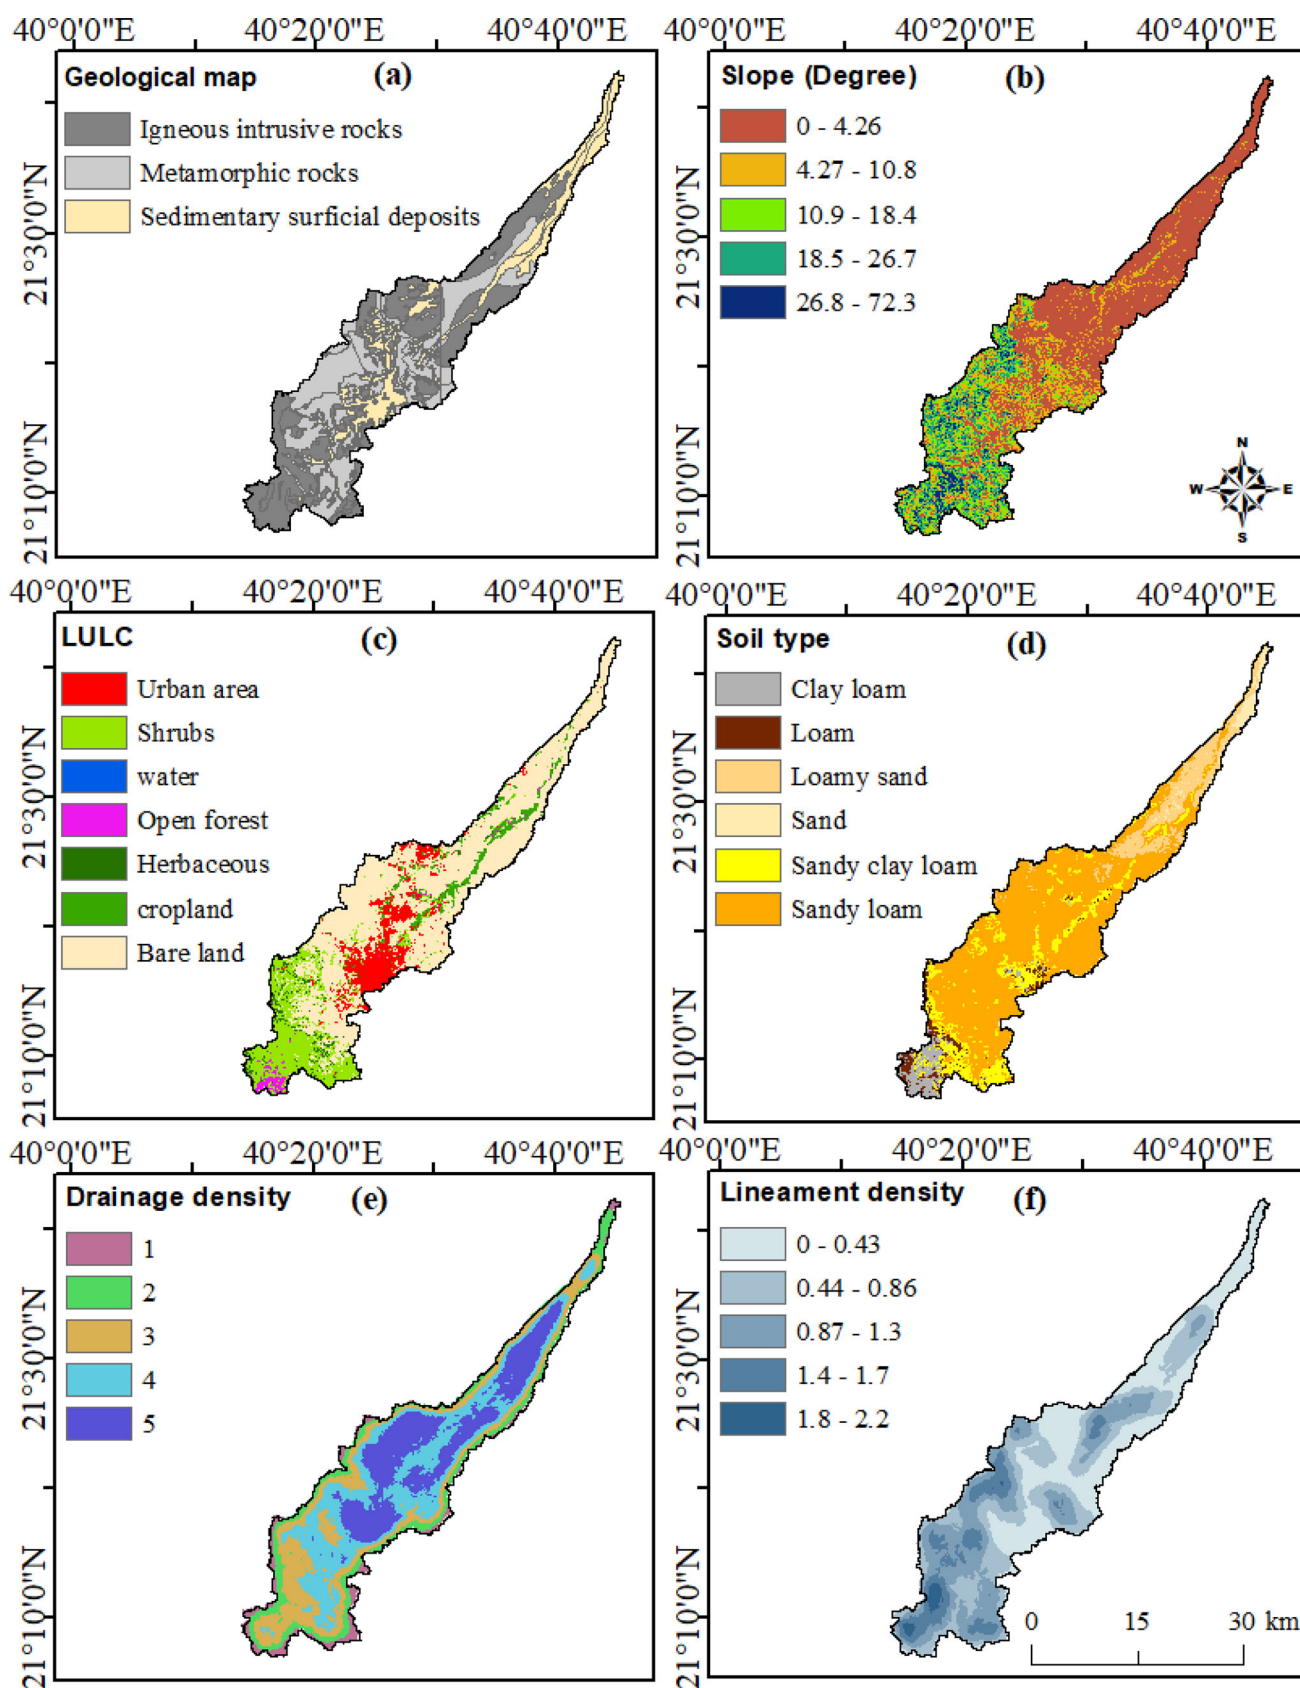 40°0'0"E 40°20'0"E 40°40'0"E
Geological map (a)
Igneous intrusive rocks
Metamorphic rocks
Sedimentary surficial deposits
21°30'0"N
21°10'0"N
40°0'0"E 40°20'0"E 40°40'0"E
Slope (Degree) (b)
0 - 4.26
4.27 - 10.8
10.9 - 18.4
18.5 - 26.7
26.8 - 72.3
21°30'0"N
21°10'0"N
N
W E
S
40°0'0"E 40°20'0"E 40°40'0"E
LULC (c)
Urban area
Shrubs
water
Open forest
Herbaceous
cropland
Bare land
21°30'0"N
21°10'0"N
40°0'0"E 40°20'0"E 40°40'0"E
Soil type (d)
Clay loam
Loam
Loamy sand
Sand
Sandy clay loam
Sandy loam
21°30'0"N
21°10'0"N
40°0'0"E 40°20'0"E 40°40'0"E
Drainage density (e)
1
2
3
4
5
21°30'0"N
21°10'0"N
40°0'0"E 40°20'0"E 40°40'0"E
Lineament density (f)
0 - 0.43
0.44 - 0.86
0.87 - 1.3
1.4 - 1.7
1.8 - 2.2
21°30'0"N
21°10'0"N
0 15 30 km